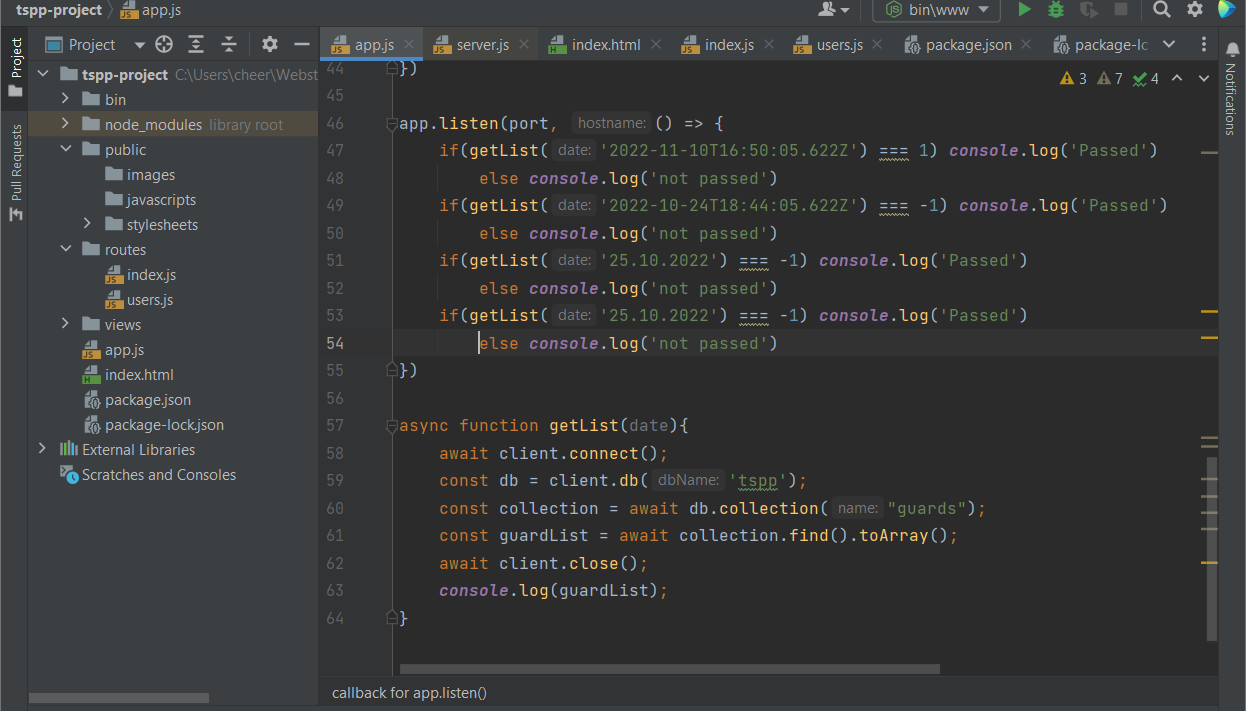 tspp-project app.js bin\www
Project app.js server.js index.html index.js users.js package.json package-lc
Project
Pull Requests
Notifications
tspp-project C:\Users\cheer\Webst
bin
node_modules library root
public
images
javascripts
stylesheets
routes
index.js
users.js
views
app.js
index.html
package.json
package-lock.json
External Libraries
Scratches and Consoles
3 7 4
44 })
45
46 app.listen(port, hostname: () => {
47 if(getList( date: '2022-11-10T16:50:05.622Z') === 1) console.log('Passed')
48 else console.log('not passed')
49 if(getList( date: '2022-10-24T18:44:05.622Z') === -1) console.log('Passed')
50 else console.log('not passed')
51 if(getList( date: '25.10.2022') === -1) console.log('Passed')
52 else console.log('not passed')
53 if(getList( date: '25.10.2022') === -1) console.log('Passed')
54 else console.log('not passed')
55 })
56
57 async function getList(date){
58 await client.connect();
59 const db = client.db( dbName: 'tspp');
60 const collection = await db.collection( name: "guards");
61 const guardList = await collection.find().toArray();
62 await client.close();
63 console.log(guardList);
64 }
callback for app.listen()